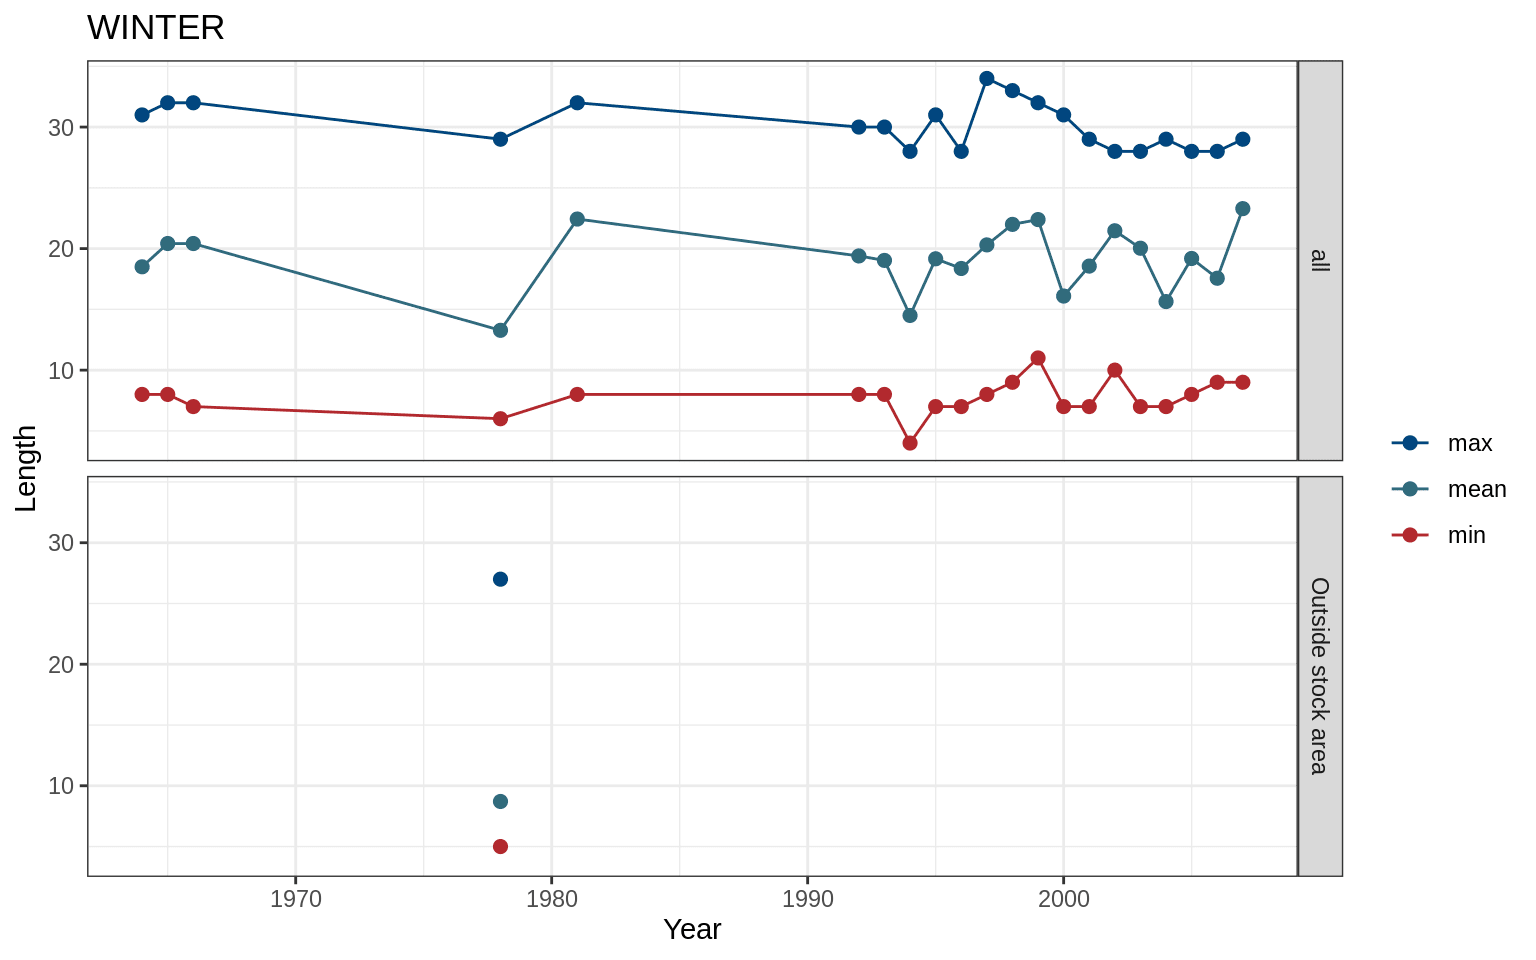 WINTER
30
20
10
all
Length
30
20
10
Outside stock area
1970
1980
1990
2000
Year
max
mean
min